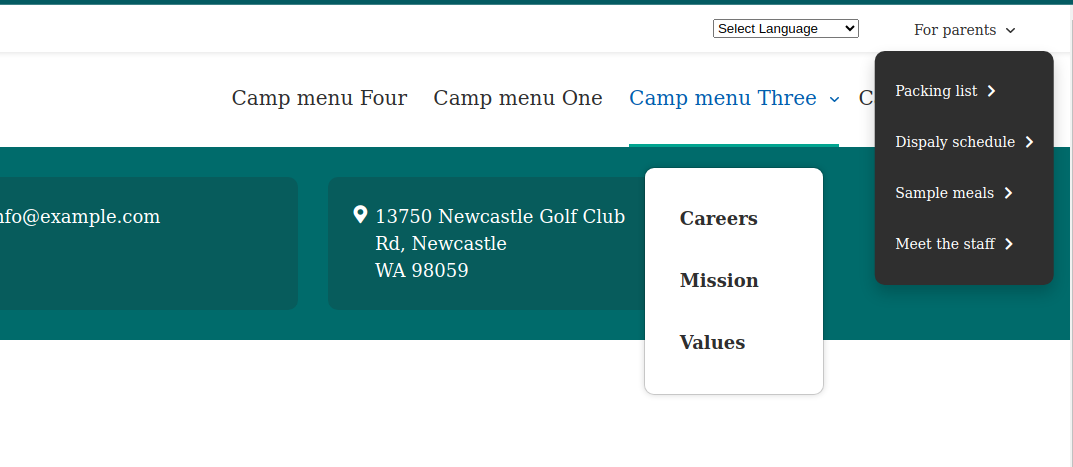 Select Language
For parents
Camp menu Four
Camp menu One
Camp menu Three
Packing list
Dispaly schedule
Sample meals
Meet the staff
nfo@example.com
13750 Newcastle Golf Club
Rd, Newcastle
WA 98059
Careers
Mission
Values